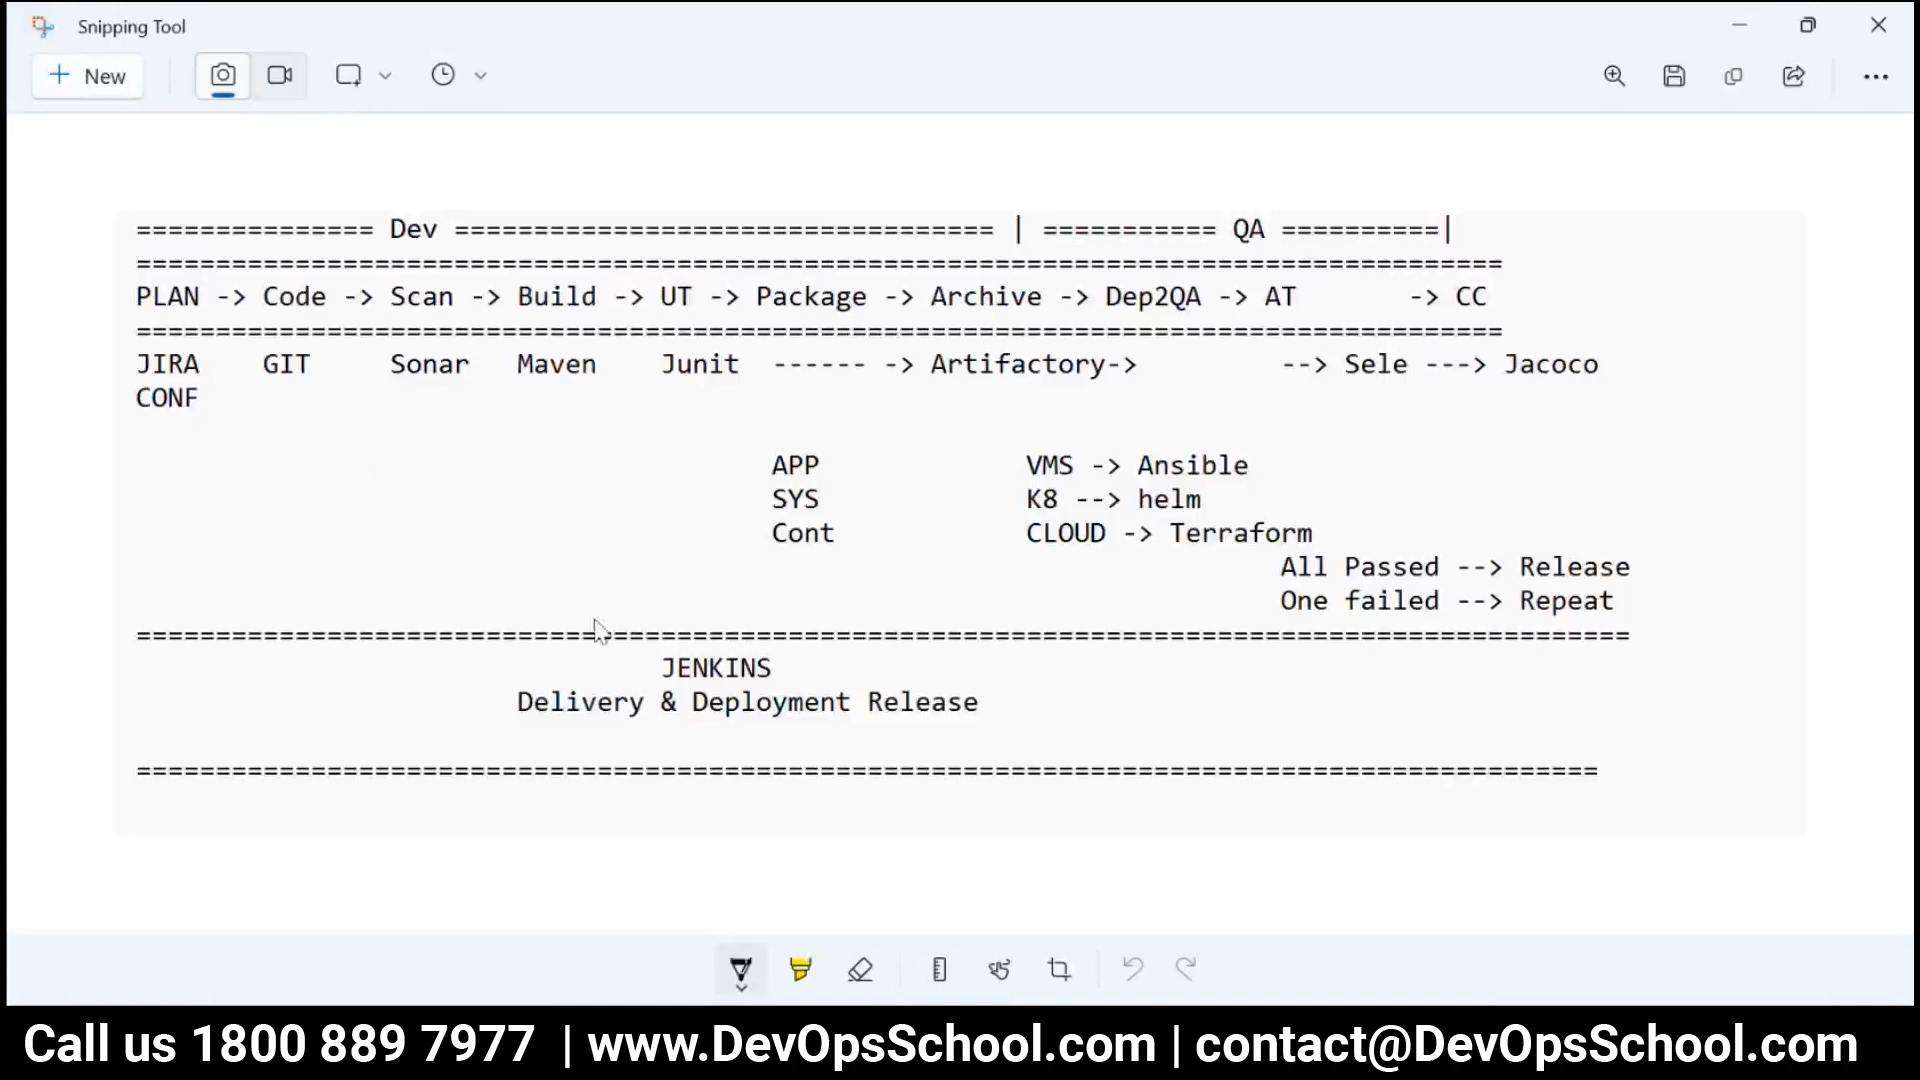 Snipping Tool
New
=============== Dev ================================== | =========== QA ==========|
======================================================================================
PLAN -> Code -> Scan -> Build -> UT -> Package -> Archive -> Dep2QA -> AT       -> CC
======================================================================================
JIRA    GIT     Sonar   Maven    Junit  ------ -> Artifactory->         --> Sele ---> Jacoco
CONF
APP             VMS -> Ansible
SYS             K8 --> helm
Cont            CLOUD -> Terraform
All Passed --> Release
One failed --> Repeat
==============================================================================================
JENKINS
Delivery & Deployment Release
============================================================================================
Call us 1800 889 7977 | www.DevOpsSchool.com | contact@DevOpsSchool.com